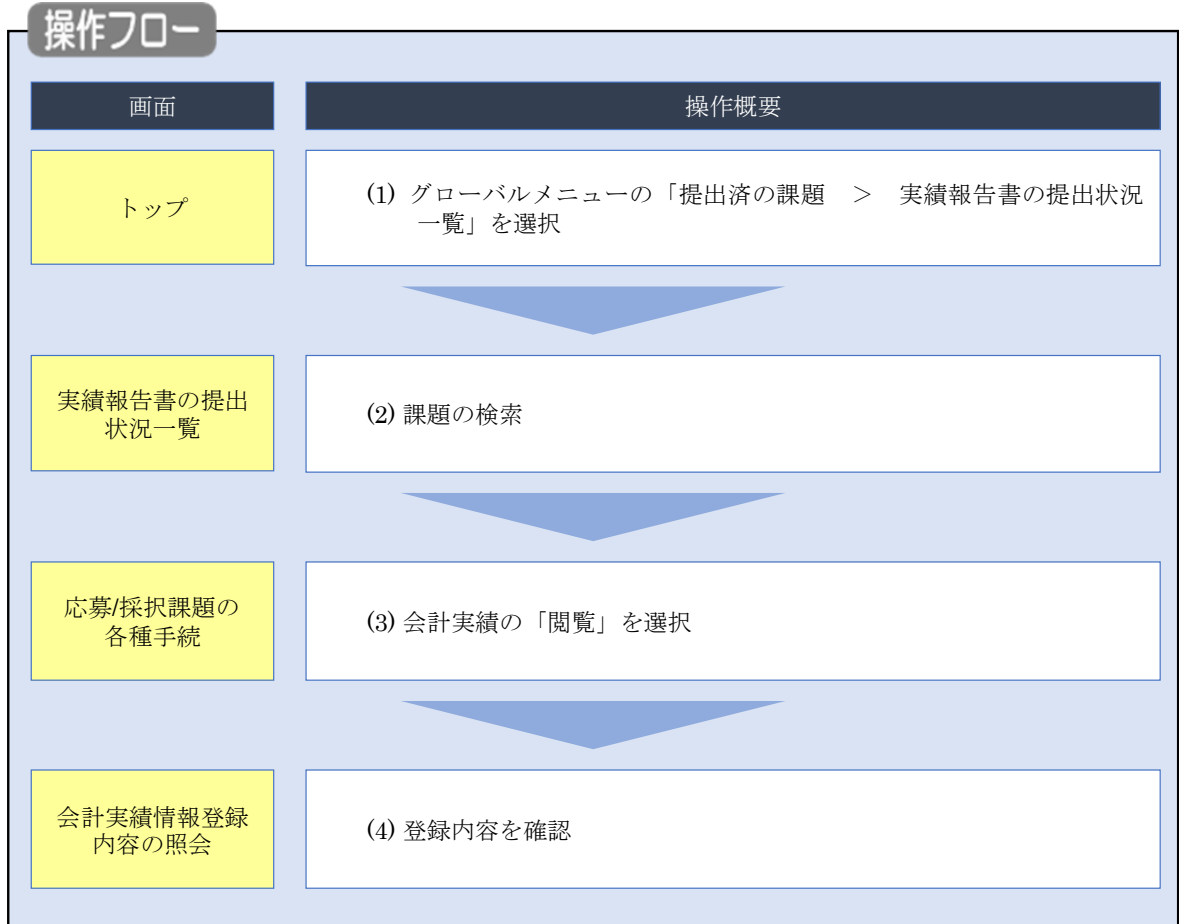 操作フロー
画面
操作概要
トップ
(1) グローバルメニューの「提出済の課題　＞　実績報告書の提出状況
一覧」を選択
実績報告書の提出
状況一覧
(2) 課題の検索
応募/採択課題の
各種手続
(3) 会計実績の「閲覧」を選択
会計実績情報登録
内容の照会
(4) 登録内容を確認